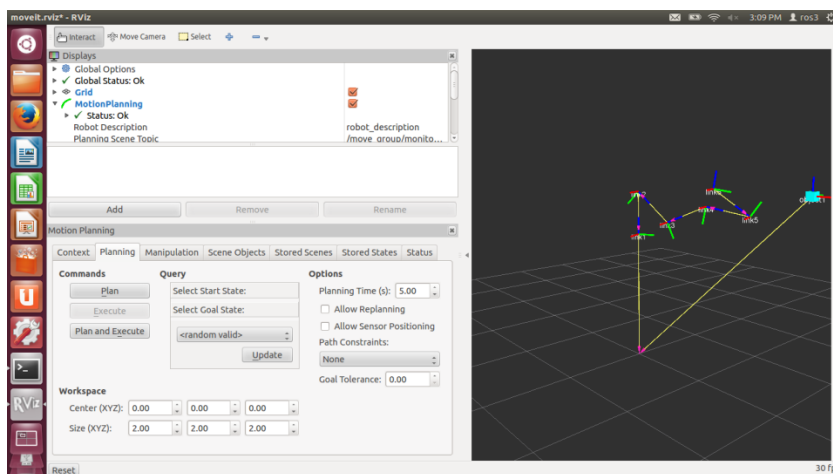 moveit.rviz* - RViz
3:09 PM ros3
Interact Move Camera Select
Displays
Global Options
Global Status: Ok
Grid
MotionPlanning
Status: Ok
Robot Description robot_description
Planning Scene Topic /move_group/monito...
Add Remove Rename
Motion Planning
Context Planning Manipulation Scene Objects Stored Scenes Stored States Status
Commands Query Options
Plan Select Start State: Planning Time (s): 5.00
Execute Select Goal State: Allow Replanning
Plan and Execute <random valid> Allow Sensor Positioning
Path Constraints:
Update None
Goal Tolerance: 0.00
Workspace
Center (XYZ): 0.00 0.00 0.00
Size (XYZ): 2.00 2.00 2.00
Reset
30 f
link5
link3
link4
link1
RViz